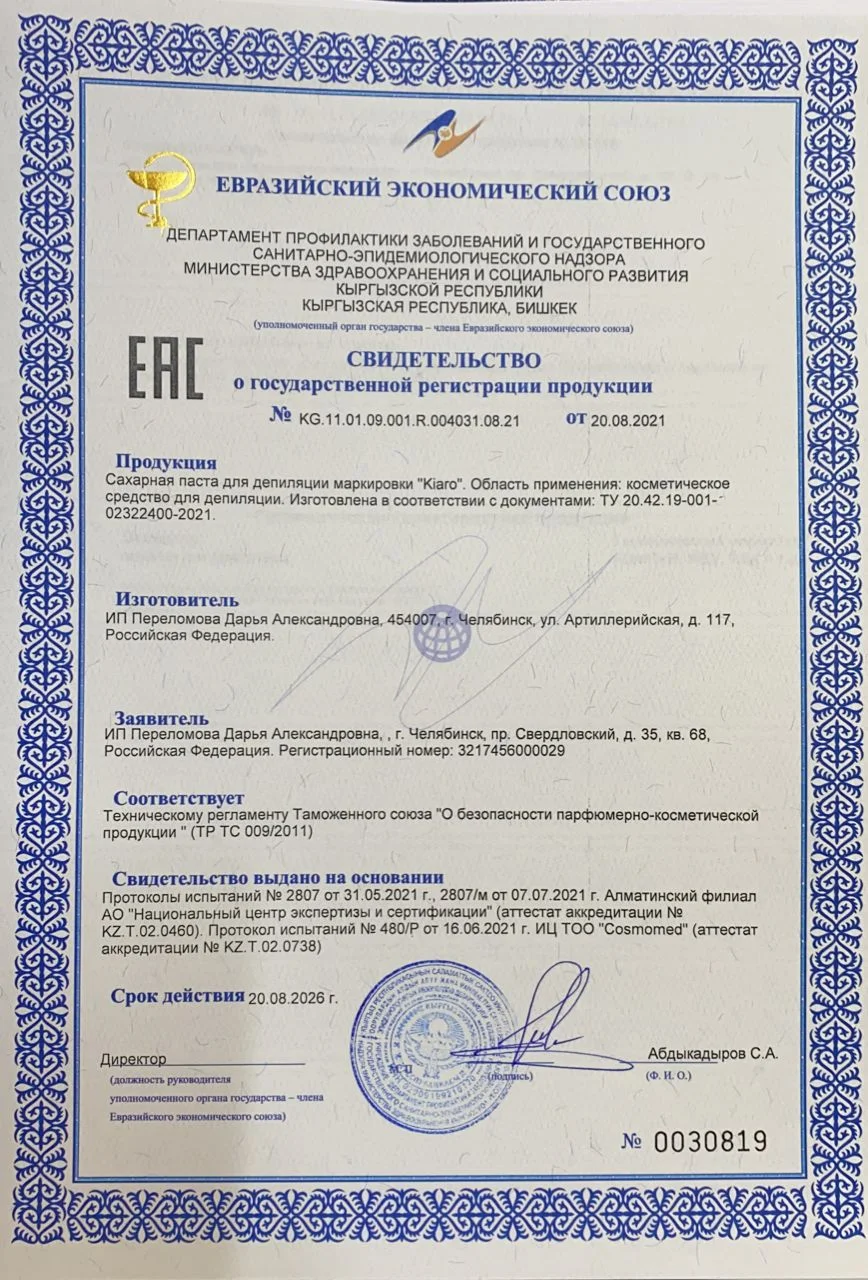 ЕВРАЗИЙСКИЙ ЭКОНОМИЧЕСКИЙ СОЮЗ
ДЕПАРТАМЕНТ ПРОФИЛАКТИКИ ЗАБОЛЕВАНИЙ И ГОСУДАРСТВЕННОГО
САНИТАРНО-ЭПИДЕМИОЛОГИЧЕСКОГО НАДЗОРА
МИНИСТЕРСТВА ЗДРАВООХРАНЕНИЯ И СОЦИАЛЬНОГО РАЗВИТИЯ
КЫРГЫЗСКОЙ РЕСПУБЛИКИ
КЫРГЫЗСКАЯ РЕСПУБЛИКА, БИШКЕК
(уполномоченный орган государства – члена Евразийского экономического союза)
EAC
СВИДЕТЕЛЬСТВО
о государственной регистрации продукции
№ KG.11.01.09.001.R.004031.08.21 от 20.08.2021
Продукция
Сахарная паста для депиляции маркировки "Kiaro". Область применения: косметическое
средство для депиляции. Изготовлена в соответствии с документами: ТУ 20.42.19-001-
02322400-2021.
Изготовитель
ИП Переломова Дарья Александровна, 454007, г. Челябинск, ул. Артиллерийская, д. 117,
Российская Федерация.
Заявитель
ИП Переломова Дарья Александровна, , г. Челябинск, пр. Свердловский, д. 35, кв. 68,
Российская Федерация. Регистрационный номер: 3217456000029
Соответствует
Техническому регламенту Таможенного союза "О безопасности парфюмерно-косметической
продукции " (ТР ТС 009/2011)
Свидетельство выдано на основании
Протоколы испытаний № 2807 от 31.05.2021 г., 2807/м от 07.07.2021 г. Алматинский филиал
АО "Национальный центр экспертизы и сертификации" (аттестат аккредитации №
KZ.T.02.0460). Протокол испытаний № 480/Р от 16.06.2021 г. ИЦ ТОО "Cosmomed" (аттестат
аккредитации № KZ.T.02.0738)
Срок действия 20.08.2026 г.
Директор
М П
Абдыкадыров С.А.
(должность руководителя
уполномоченного органа государства – члена
Евразийского экономического союза)
(подпись)
(Ф. И. О.)
№ 0030819